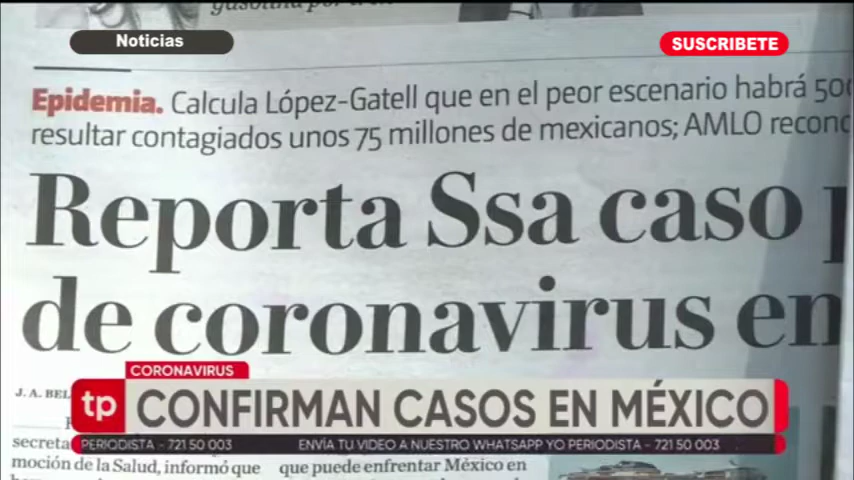 gasolina por
Noticias
SUSCRIBETE
Epidemia. Calcula López-Gatell que en el peor escenario habrá
resultar contagiados unos 75 millones de mexicanos; AMLO
Reporta Ssa caso
de coronavirus en
CORONAVIRUS
tp CONFIRMAN CASOS EN MÉXICO
J. A. BEL
PERIODISTA - 721 50 003 ENVÍA TU VIDEO A NUESTRO WHATSAPP YO PERIODISTA - 721 50 003
moción de la Salud, informó que que puede enfrentar México en